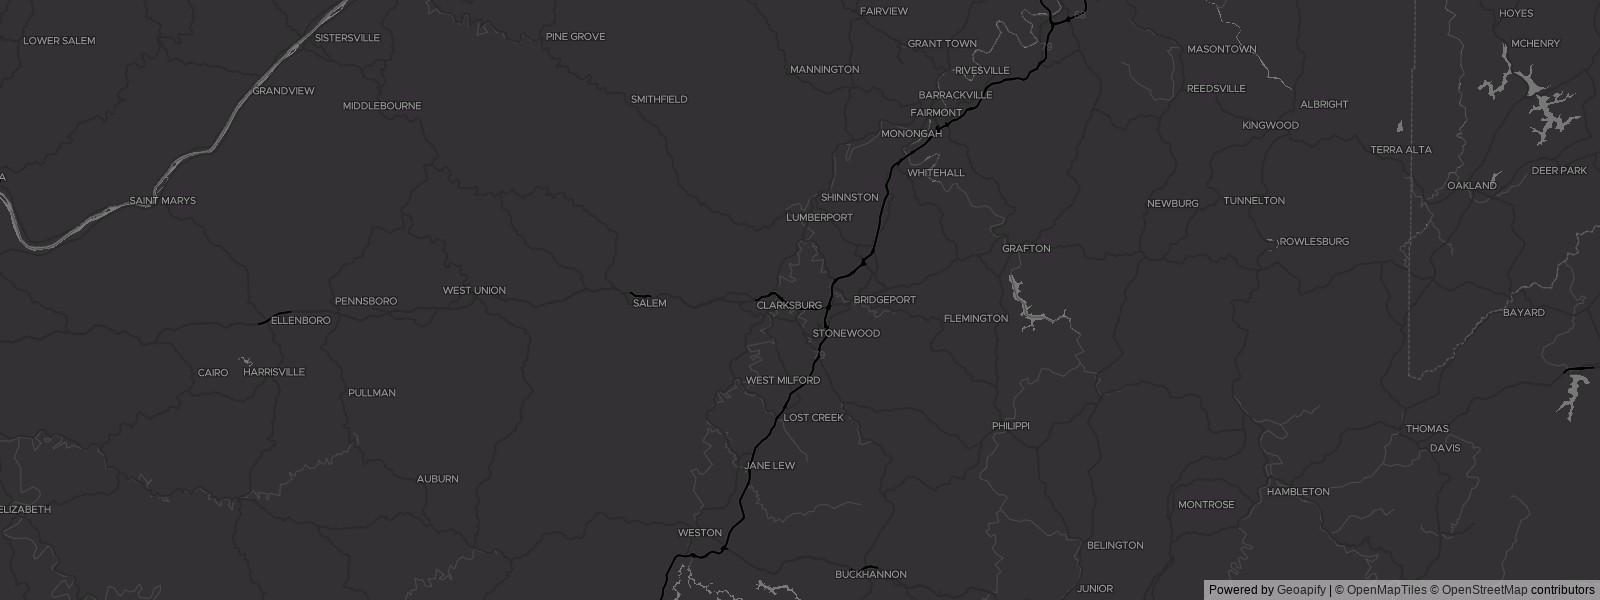 FAIRVIEW
HOYES
SISTERSVILLE
PINE GROVE
LOWER SALEM
GRANT TOWN
MASONTOWN
MCHENRY
MANNINGTON
RIVESVILLE
GRANDVIEW
REEDSVILLE
BARRACKVILLE
SMITHFIELD
MIDDLEBOURNE
ALBRIGHT
FAIRMONT
KINGWOOD
MONONGAH
TERRA ALTA
WHITEHALL
DEER PARK
A
OAKLAND
SHINNSTON
SAINT MARYS
TUNNELTON
NEWBURG
LUMBERPORT
ROWLESBURG
GRAFTON
WEST UNION
PENNSBORO
SALEM
CLARKSBURG
BRIDGEPORT
BAYARD
ELLENBORO
FLEMINGTON
STONEWOOD
CAIRO
HARRISVILLE
WEST MILFORD
PULLMAN
LOST CREEK
PHILIPPI
THOMAS
DAVIS
JANE LEW
AUBURN
HAMBLETON
MONTROSE
ELIZABETH
WESTON
BELINGTON
BUCKHANNON
JUNIOR
Powered by Geoapify | © OpenMapTiles © OpenStreetMap contributors